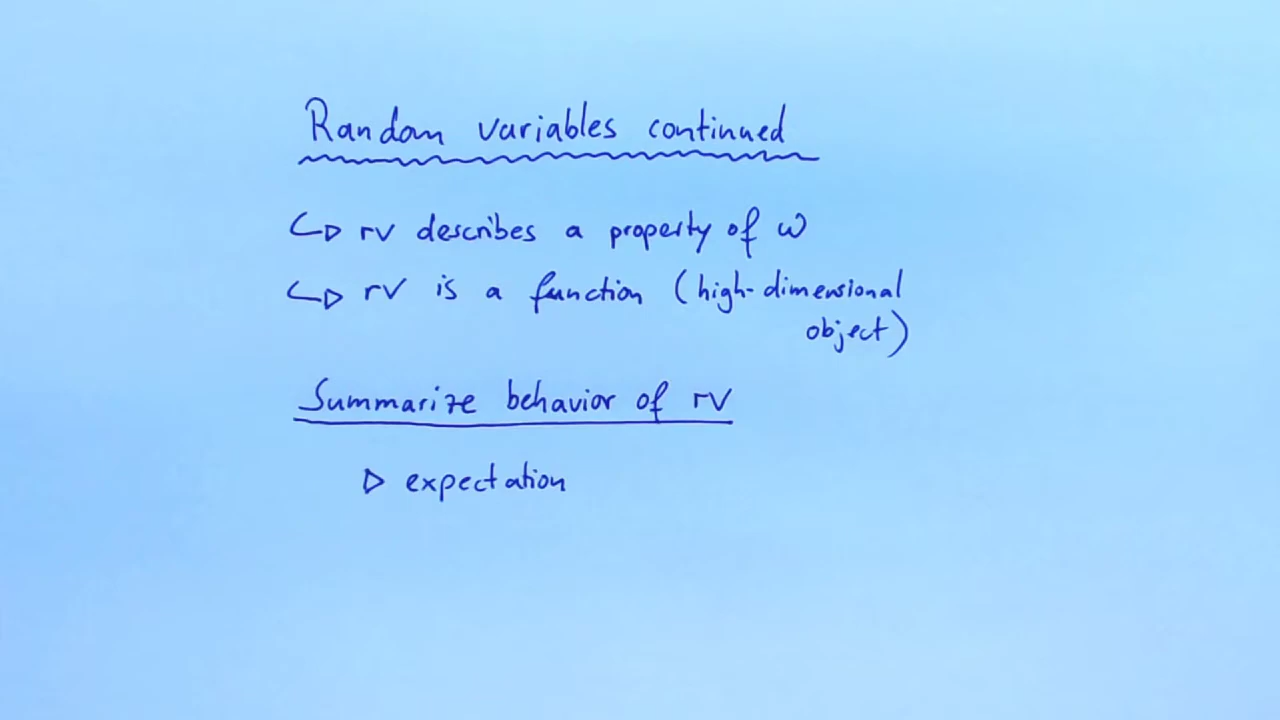 Random variables continued
↳ rv describes a property of ω
↳ rv is a function (high-dimensional
object)
Summarize behavior of rv
▷ expectation